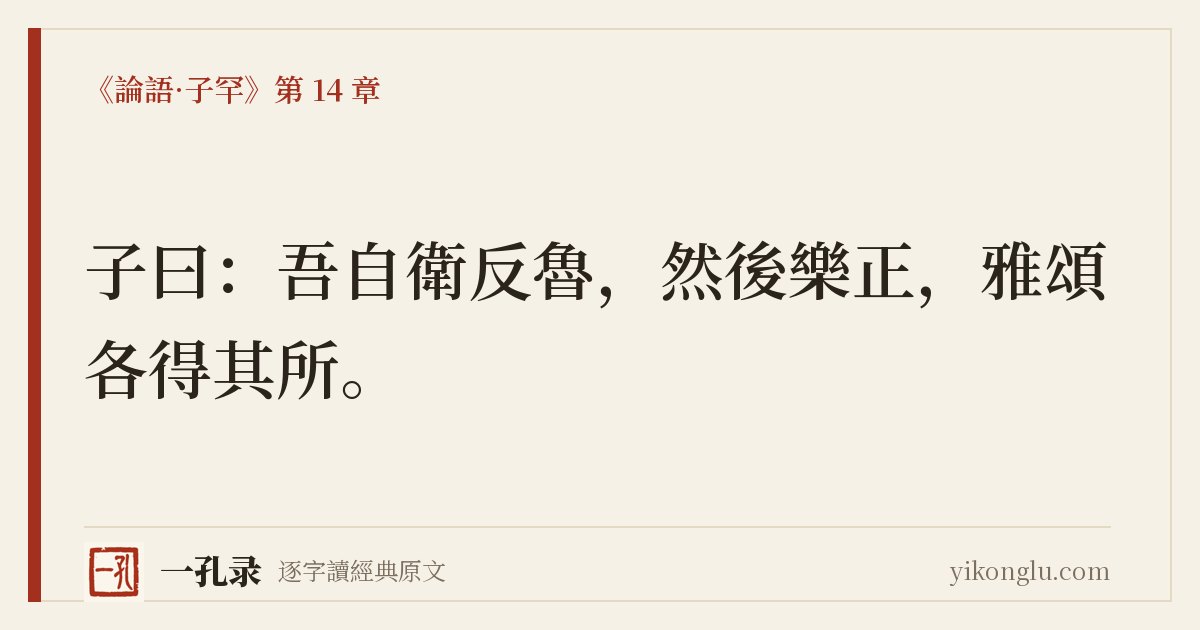 《論語·子罕》第 14 章
子曰：吾自衛反魯，然後樂正，雅頌
各得其所。
一孔
一孔录 逐字讀經典原文 yikonglu.com